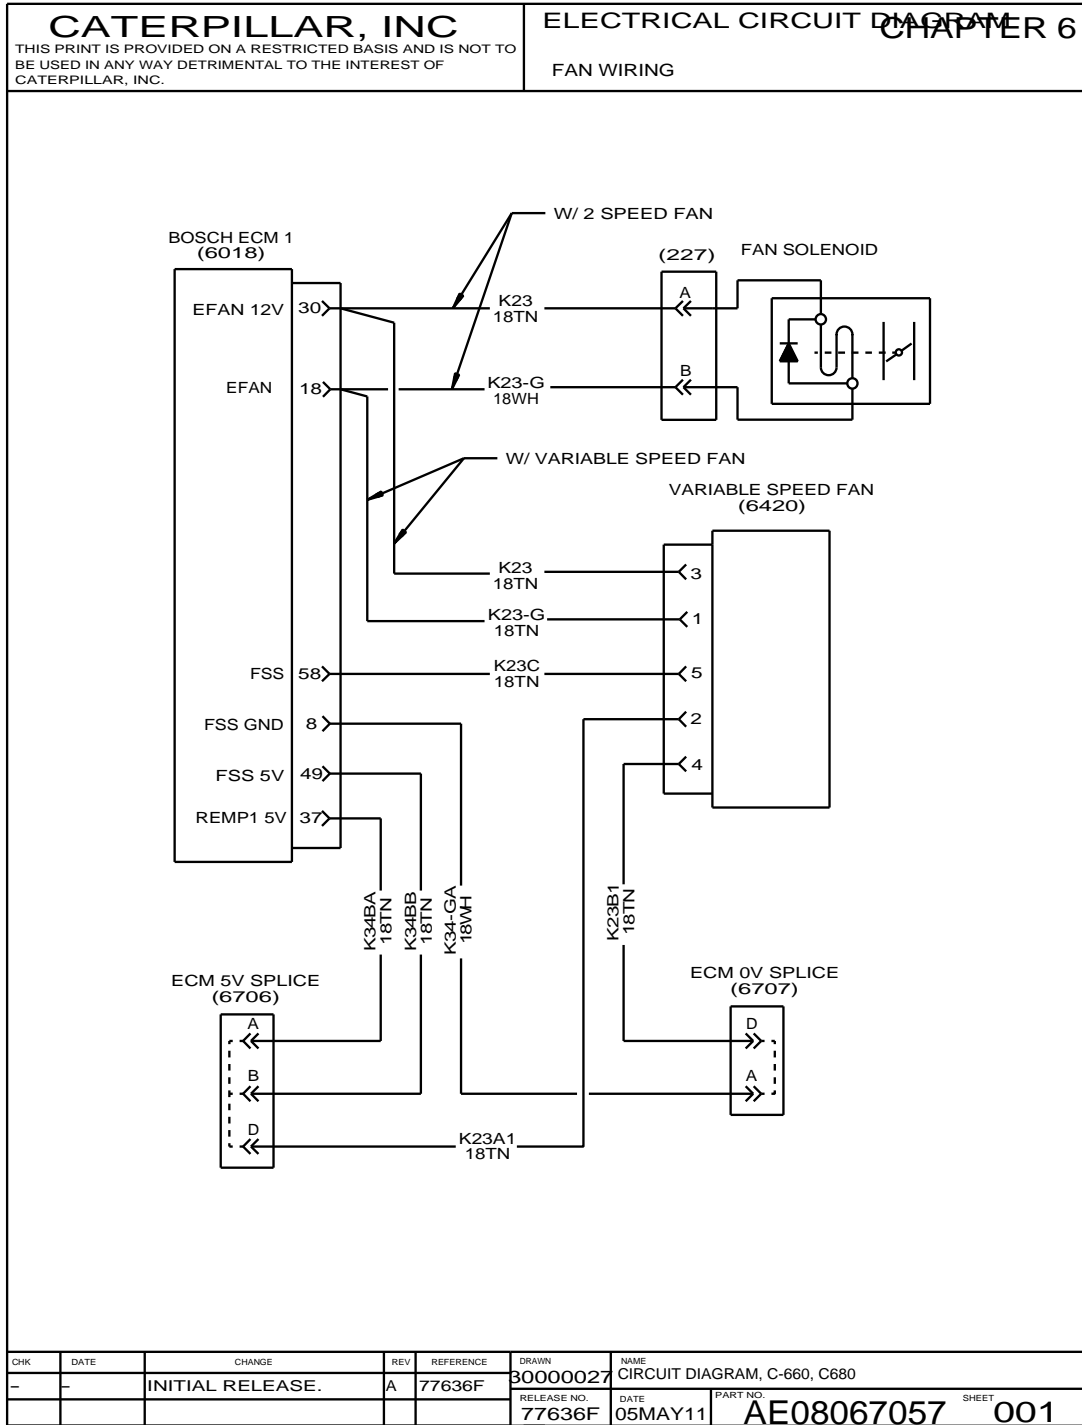 CATERPILLAR, INC
THIS PRINT IS PROVIDED ON A RESTRICTED BASIS AND IS NOT TO
BE USED IN ANY WAY DETRIMENTAL TO THE INTEREST OF
CATERPILLAR, INC.
ELECTRICAL CIRCUIT DIAGRAM
CHAPTER 6
FAN WIRING
W/ 2 SPEED FAN
BOSCH ECM 1
(6018)
(227)
FAN SOLENOID
EFAN 12V 30
K23
18TN
A
EFAN 18
K23-G
18WH
B
W/ VARIABLE SPEED FAN
VARIABLE SPEED FAN
(6420)
K23
18TN
3
K23-G
18TN
1
FSS 58
K23C
18TN
5
FSS GND 8
2
FSS 5V 49
4
REMP1 5V 37
K34BA
18TN
K34BB
18TN
K34-GA
18WH
K23B1
18TN
ECM 5V SPLICE
(6706)
A
B
D
ECM 0V SPLICE
(6707)
D
A
K23A1
18TN
CHK DATE CHANGE REV REFERENCE
- - INITIAL RELEASE. A 77636F
DRAWN
30000027
NAME
CIRCUIT DIAGRAM, C-660, C680
RELEASE NO.
77636F
DATE
05MAY11
PART NO.
AE08067057
SHEET
001